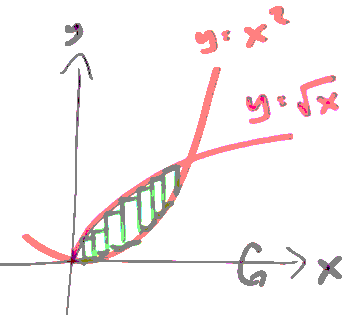 y
y = x²
y = √x
x